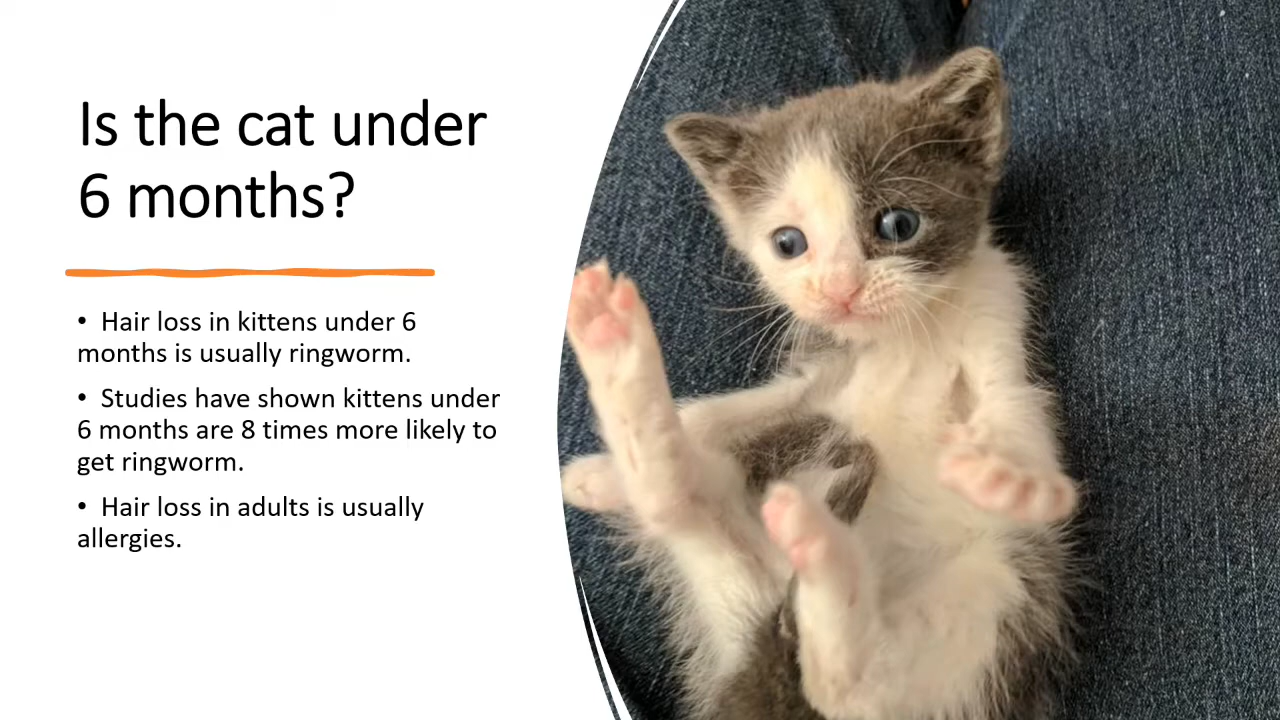 Is the cat under
6 months?
• Hair loss in kittens under 6
months is usually ringworm.
• Studies have shown kittens under
6 months are 8 times more likely to
get ringworm.
• Hair loss in adults is usually
allergies.